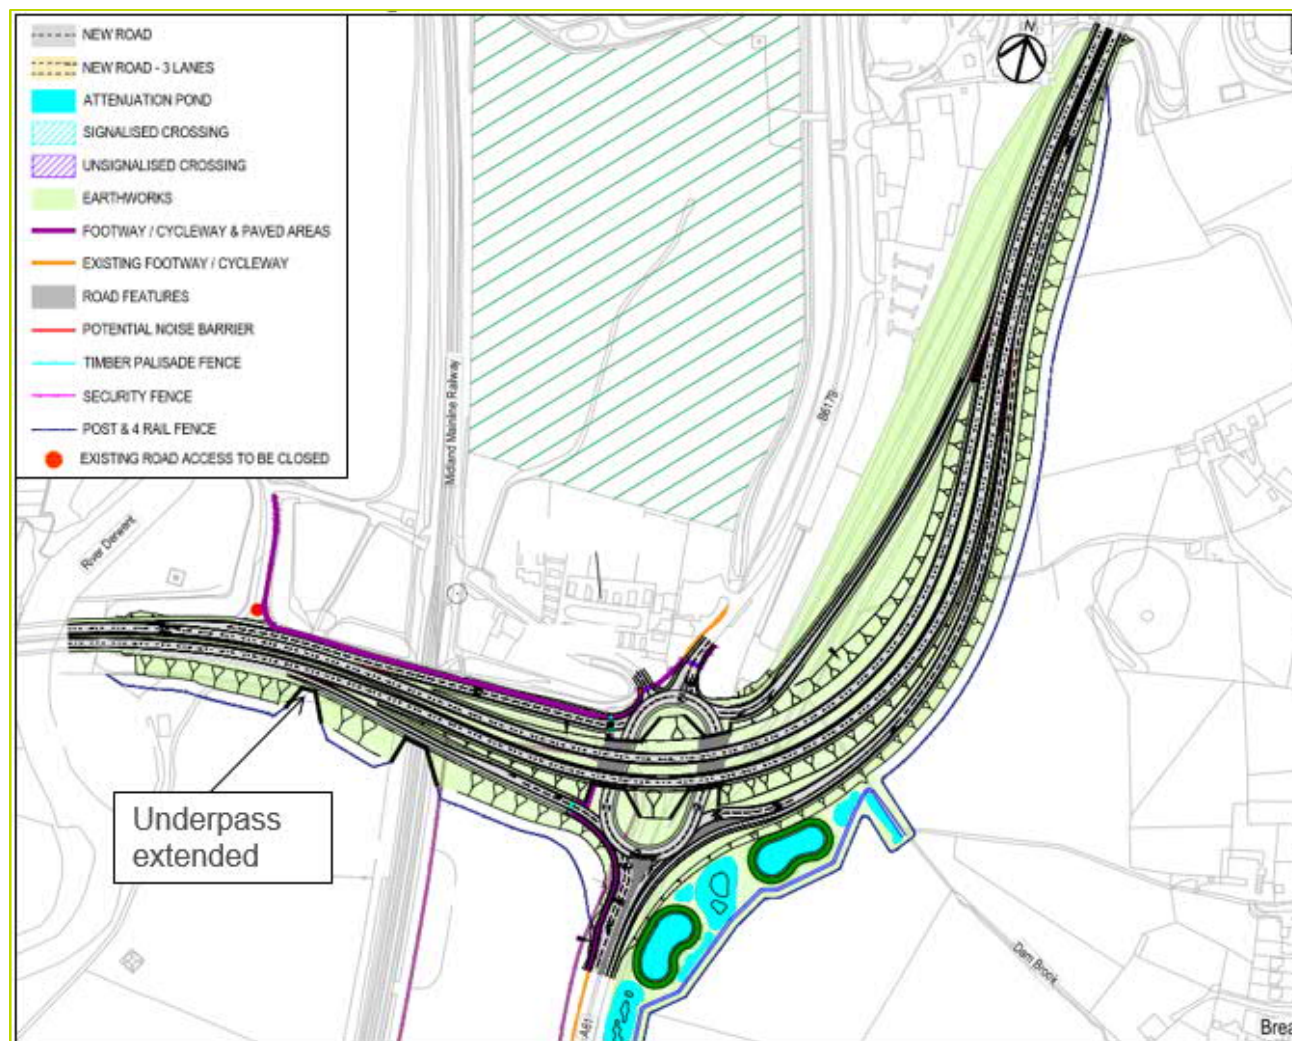 NEW ROAD
NEW ROAD - 3 LANES
ATTENUATION POND
SIGNALISED CROSSING
UNSIGNALISED CROSSING
EARTHWORKS
FOOTWAY / CYCLEWAY & PAVED AREAS
EXISTING FOOTWAY / CYCLEWAY
ROAD FEATURES
POTENTIAL NOISE BARRIER
TIMBER PALISADE FENCE
SECURITY FENCE
POST & 4 RAIL FENCE
EXISTING ROAD ACCESS TO BE CLOSED
N
Midland Mainline Railway
B6179
River Derwent
Underpass
extended
Dam Brook
A61
Brea